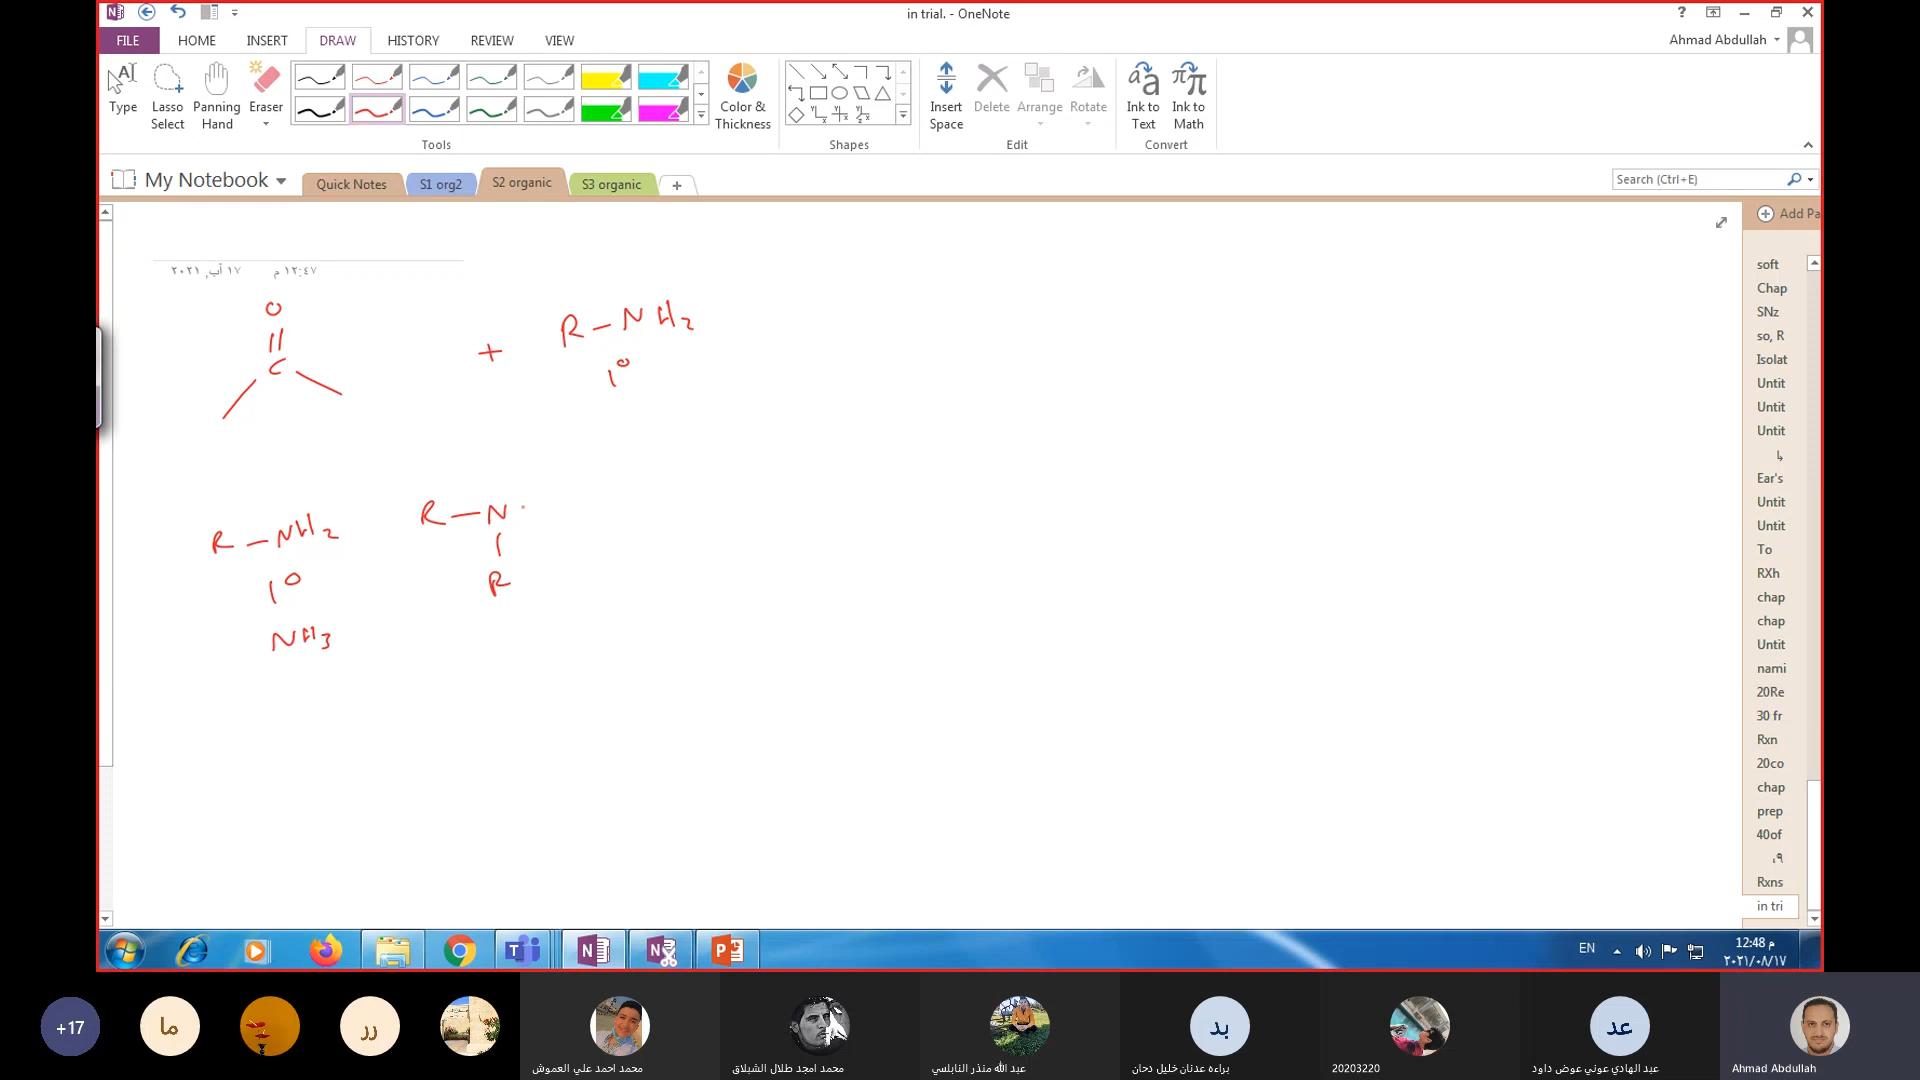 in trial. - OneNote
?
FILE HOME INSERT DRAW HISTORY REVIEW VIEW
Ahmad Abdullah
Type
Lasso Select
Panning Hand
Eraser
Color & Thickness
Insert Space
Delete
Arrange
Rotate
Ink to Text
Ink to Math
Tools
Shapes
Edit
Convert
My Notebook
Quick Notes
S1 org2
S2 organic
S3 organic
Search (Ctrl+E)
Add Pa
١٧ آب, ٢٠٢١ ١٢:٤٧ م
O
C
+
R - NH2
1°
R - NH2
1°
NH3
R - N
R
soft
Chap
SNz
so, R
Isolat
Untit
Untit
Untit
Ear's
Untit
Untit
To
RXh
chap
chap
Untit
nami
20Re
30 fr
Rxn
20co
chap
prep
40of
٩،
Rxns
in tri
EN
12:48 م
٢٠٢١/٠٨/١٧
+17
ما
رر
بد
عد
محمد احمد علي العموش
محمد امجد طلال الشبلاق
عبد الله منذر النابلسي
براءه عدنان خليل دحان
20203220
عبد الهادي عوني عوض داود
Ahmad Abdullah